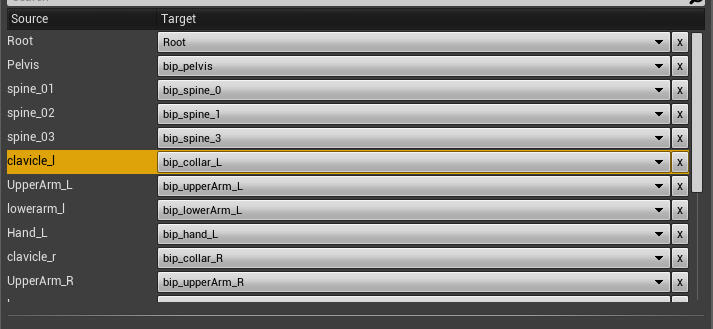 Source Target
Root Root x
Pelvis bip_pelvis x
spine_01 bip_spine_0 x
spine_02 bip_spine_1 x
spine_03 bip_spine_3 x
clavicle_l bip_collar_L x
UpperArm_L bip_upperArm_L x
lowerarm_l bip_lowerArm_L x
Hand_L bip_hand_L x
clavicle_r bip_collar_R x
UpperArm_R bip_upperArm_R x